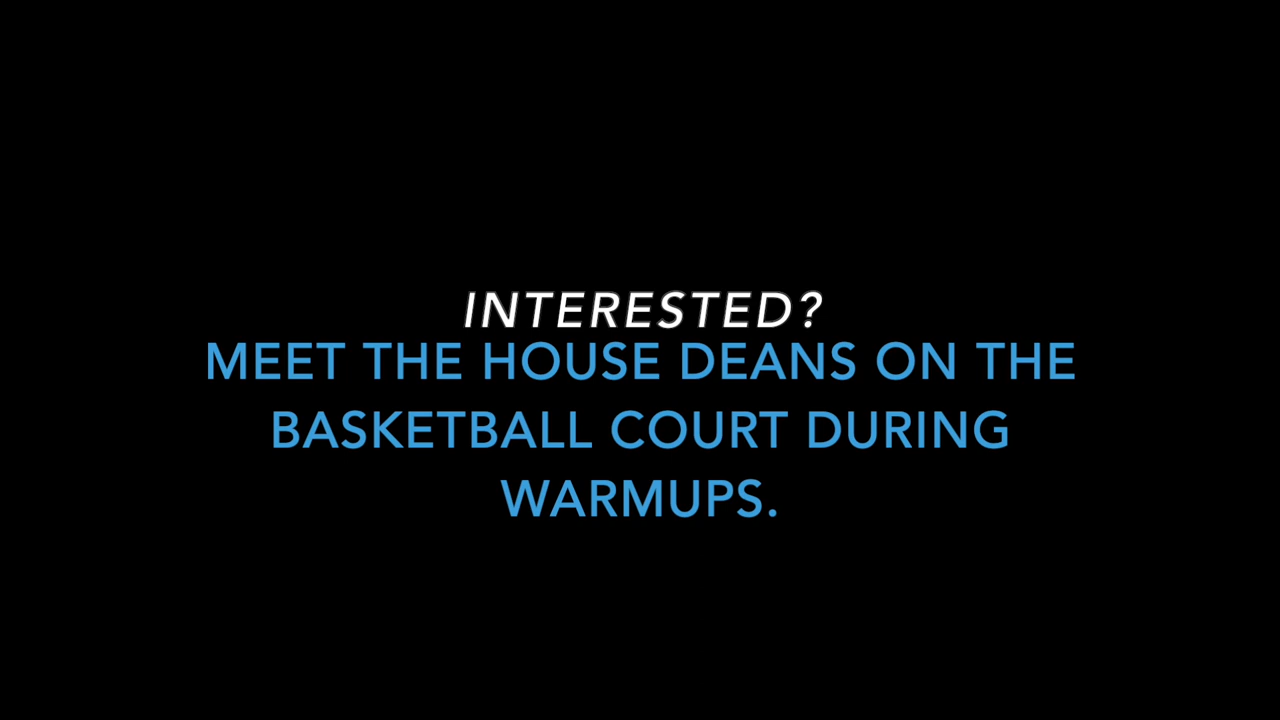 INTERESTED?
MEET THE HOUSE DEANS ON THE
BASKETBALL COURT DURING
WARMUPS.